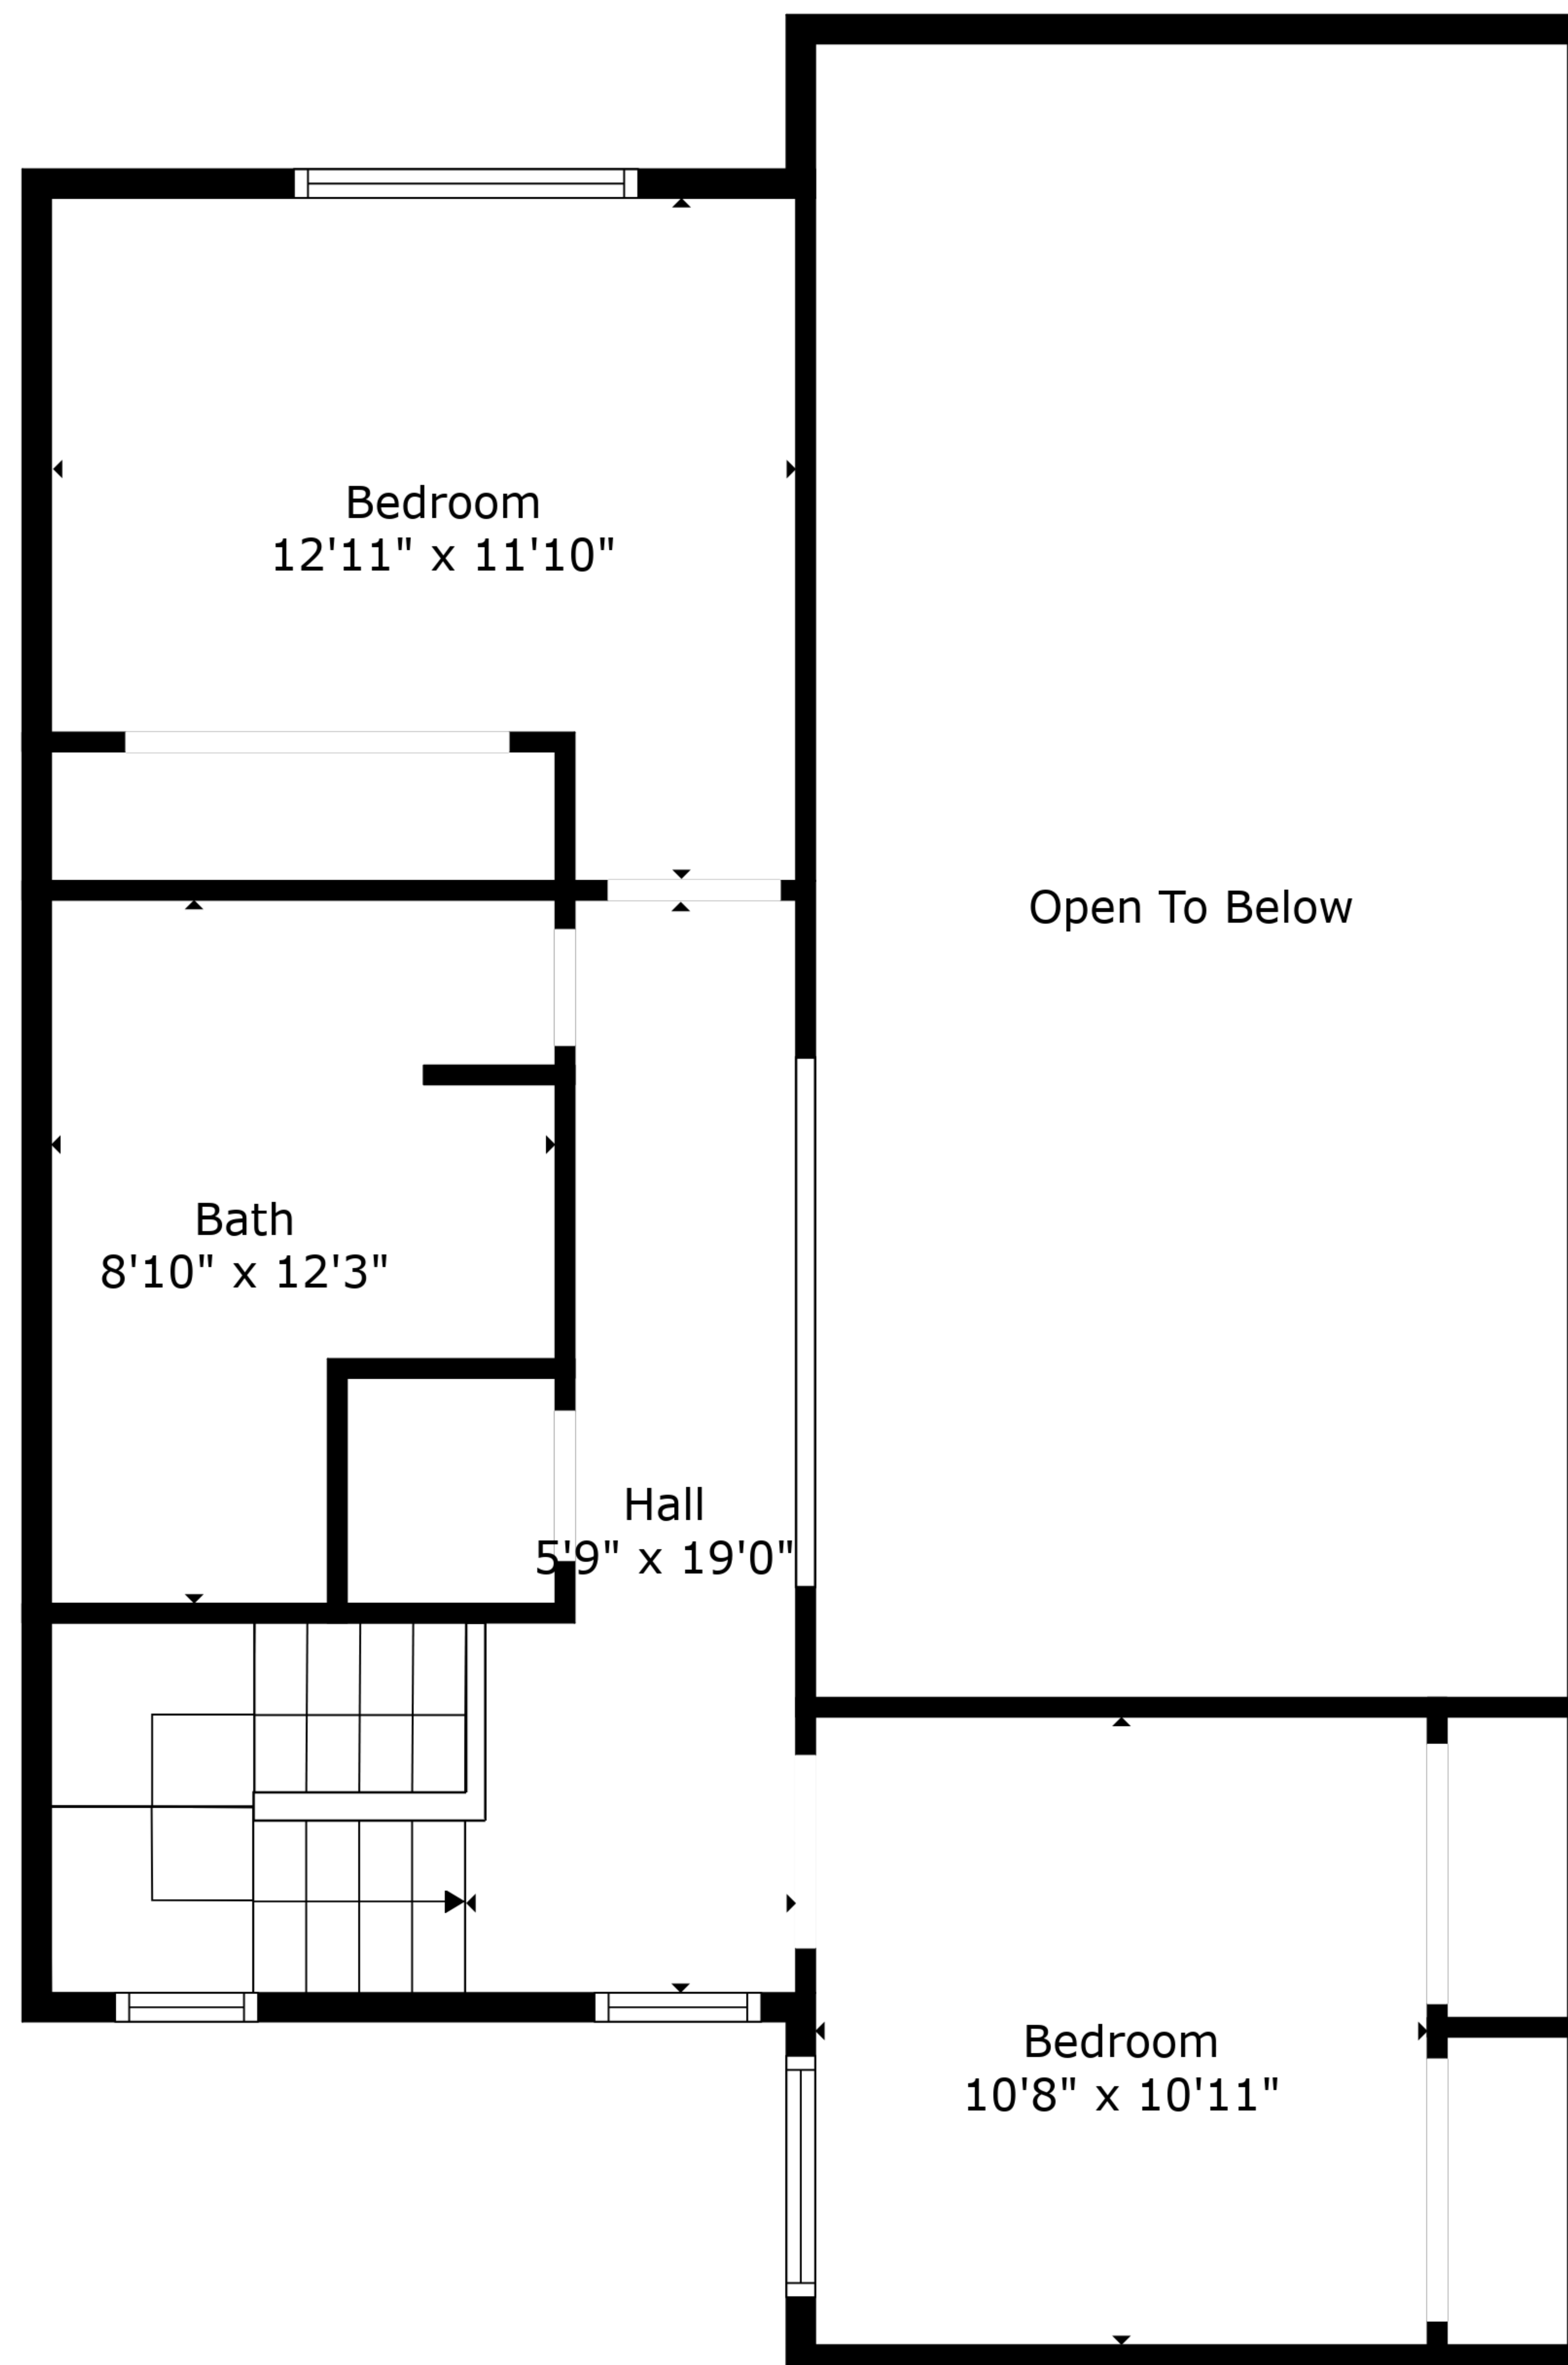 Bedroom
12'11" x 11'10"
Open To Below
Bath
8'10" x 12'3"
Hall
5'9" x 19'0"
Bedroom
10'8" x 10'11"